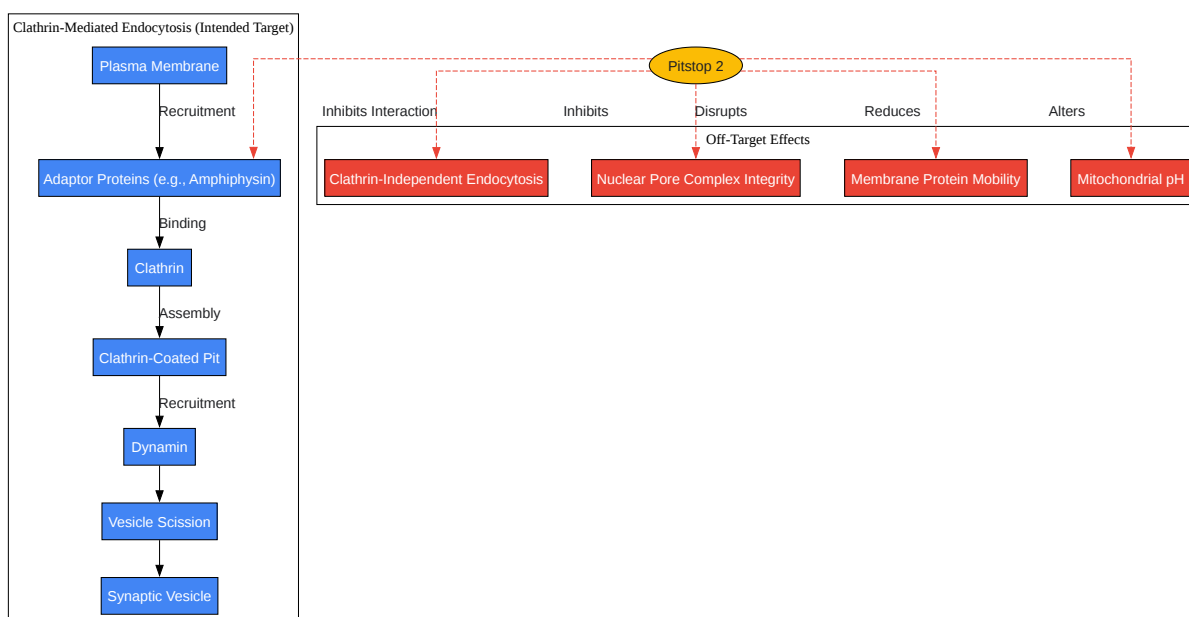 Clathrin-Mediated Endocytosis (Intended Target)
Plasma Membrane
Recruitment
Adaptor Proteins (e.g., Amphiphysin)
Binding
Clathrin
Assembly
Clathrin-Coated Pit
Recruitment
Dynamin
Vesicle Scission
Synaptic Vesicle
Pitstop 2
Inhibits Interaction
Inhibits
Disrupts
Reduces
Alters
Off-Target Effects
Clathrin-Independent Endocytosis
Nuclear Pore Complex Integrity
Membrane Protein Mobility
Mitochondrial pH